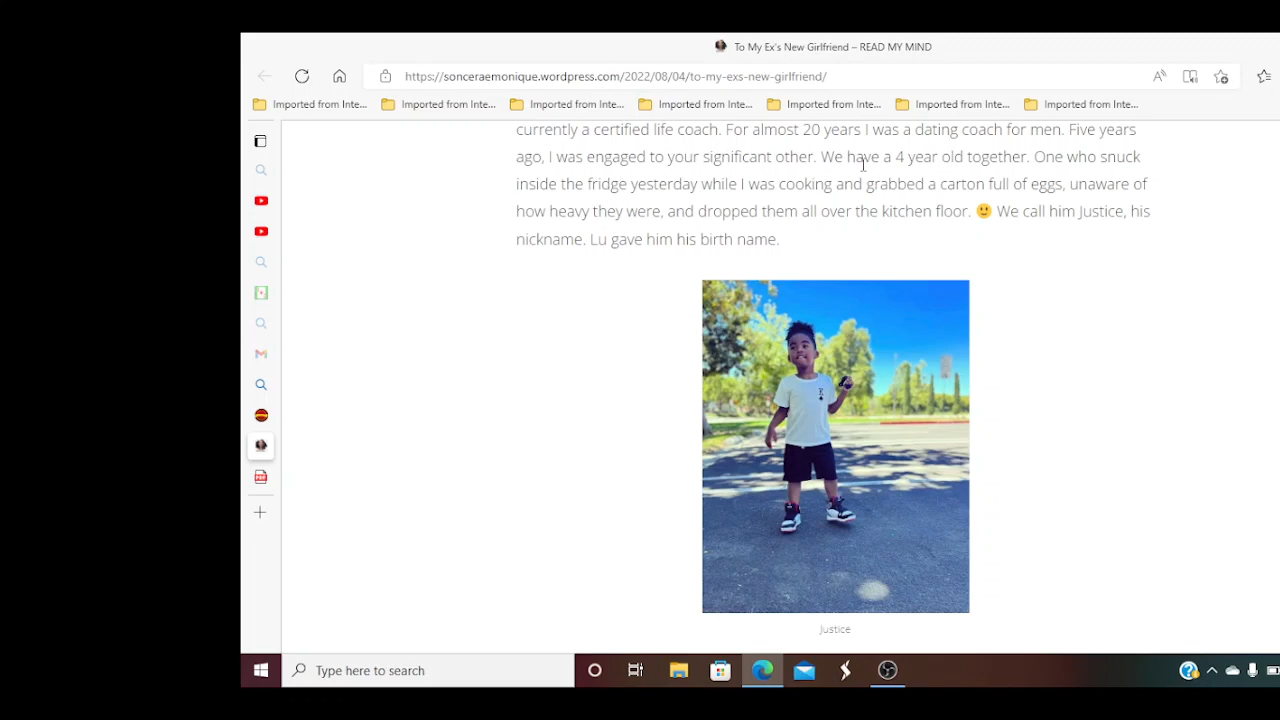 To My Ex's New Girlfriend – READ MY MIND
https://sonceraemonique.wordpress.com/2022/08/04/to-my-exs-new-girlfriend/
Imported from Inte... Imported from Inte... Imported from Inte... Imported from Inte... Imported from Inte... Imported from Inte... Imported from Inte...
currently a certified life coach. For almost 20 years I was a dating coach for men. Five years
ago, I was engaged to your significant other. We have a 4 year old together. One who snuck
inside the fridge yesterday while I was cooking and grabbed a carton full of eggs, unaware of
how heavy they were, and dropped them all over the kitchen floor. 🙂 We call him Justice, his
nickname. Lu gave him his birth name.
Justice
Type here to search